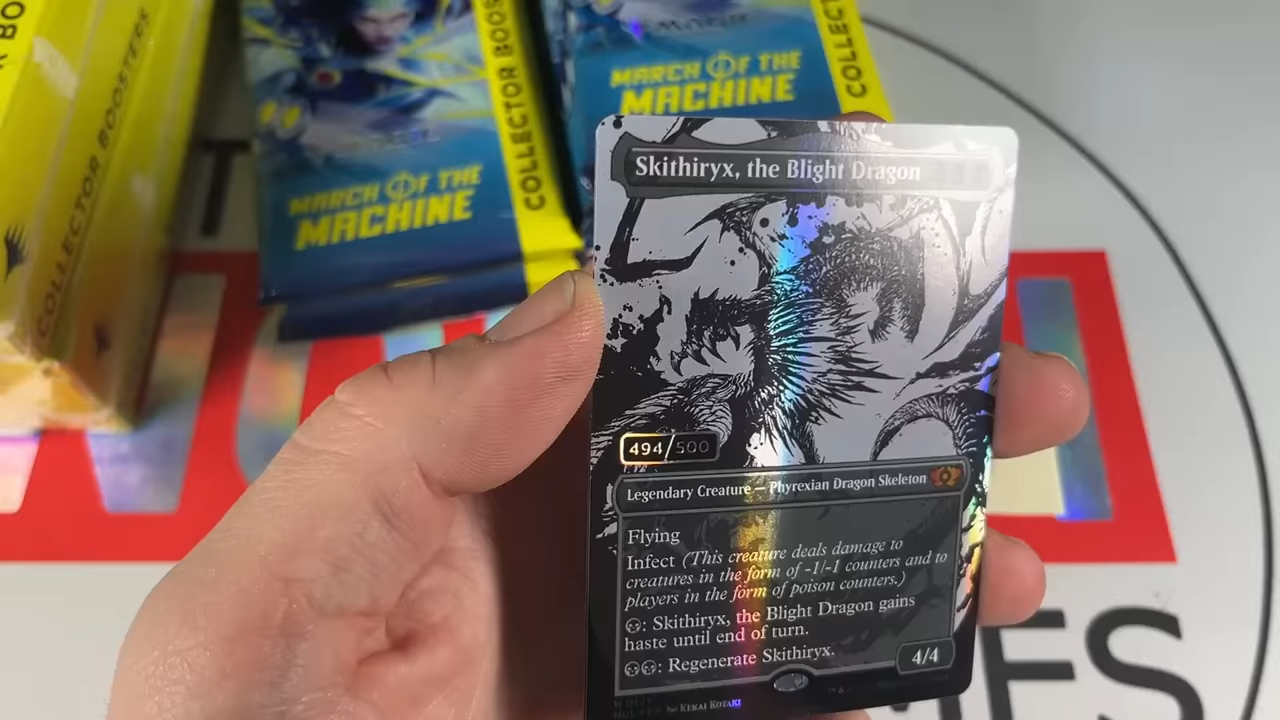 COLLECTOR BOOSTERS
MARCH OF THE
MACHINE
MARCH OF THE
MACHINE
COLLECTOR
Skithiryx, the Blight Dragon
494/500
Legendary Creature — Phyrexian Dragon Skeleton
Flying
Infect (This creature deals damage to
creatures in the form of -1/-1 counters and to
players in the form of poison counters.)
: Skithiryx, the Blight Dragon gains
haste until end of turn.
: Regenerate Skithiryx.
4/4
KEKAI KOTAKI